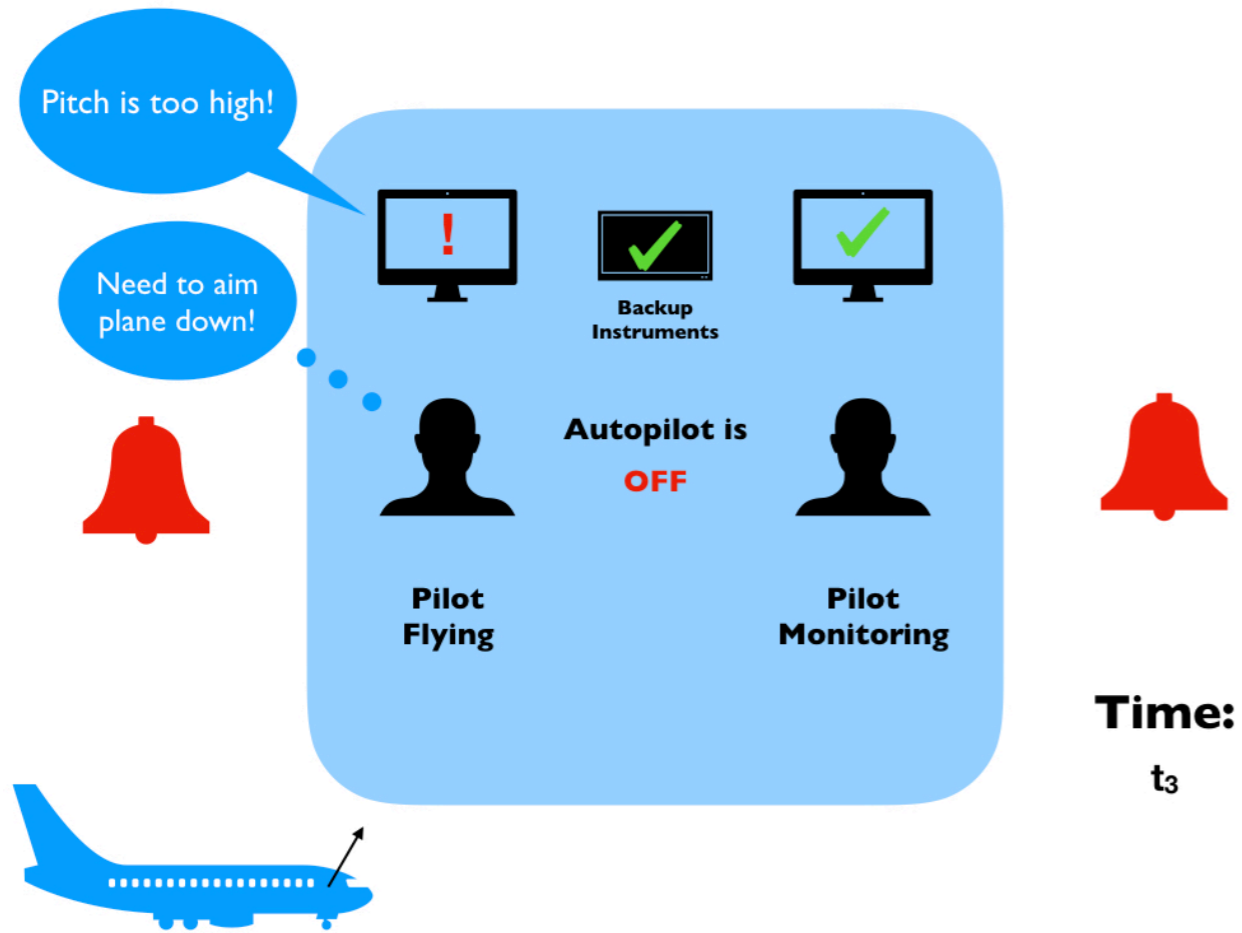 Pitch is too high!
Need to aim
plane down!
!
Backup
Instruments
Autopilot is
OFF
Pilot
Flying
Pilot
Monitoring
Time:
t₃